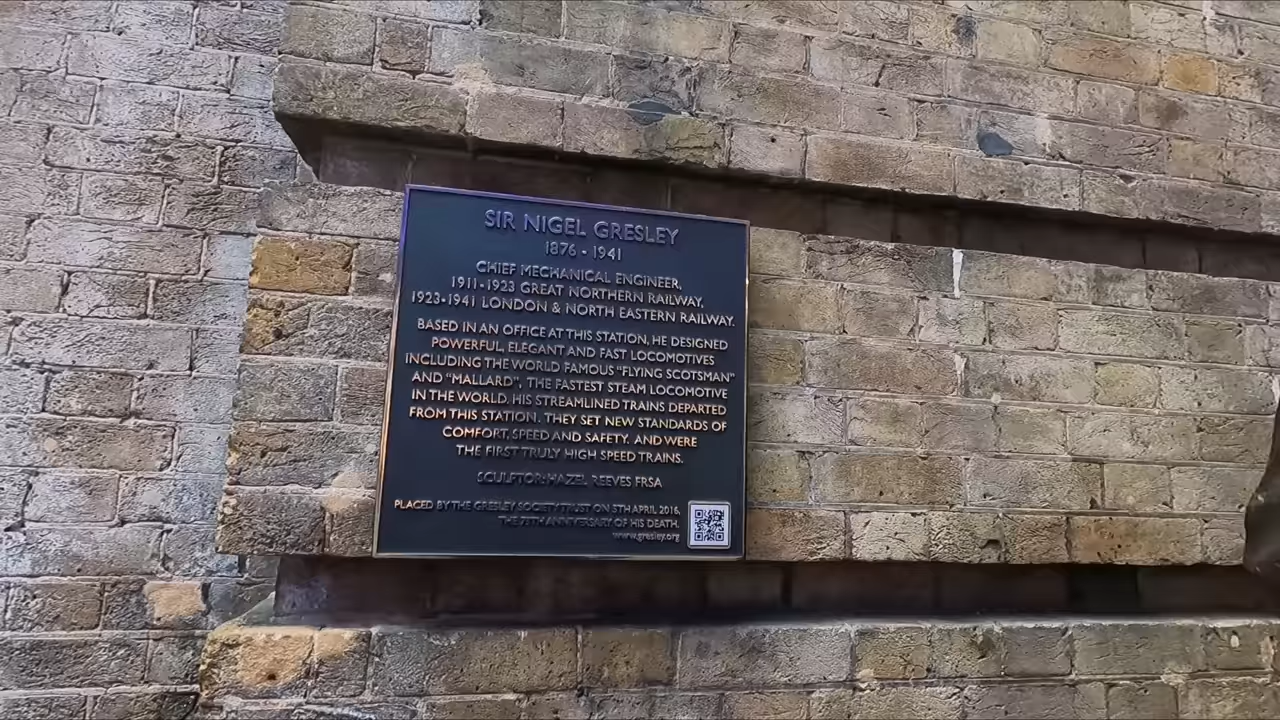 SIR NIGEL GRESLEY
1876 - 1941
CHIEF MECHANICAL ENGINEER,
1911-1923 GREAT NORTHERN RAILWAY,
1923-1941 LONDON & NORTH EASTERN RAILWAY.
BASED IN AN OFFICE AT THIS STATION, HE DESIGNED
POWERFUL, ELEGANT AND FAST LOCOMOTIVES
INCLUDING THE WORLD FAMOUS "FLYING SCOTSMAN"
AND "MALLARD", THE FASTEST STEAM LOCOMOTIVE
IN THE WORLD. HIS STREAMLINED TRAINS DEPARTED
FROM THIS STATION. THEY SET NEW STANDARDS OF
COMFORT, SPEED AND SAFETY. AND WERE
THE FIRST TRULY HIGH SPEED TRAINS.
SCULPTOR: HAZEL REEVES FRSA
PLACED BY THE GRESLEY SOCIETY TRUST ON 5TH APRIL 2016,
THE 75TH ANNIVERSARY OF HIS DEATH.
www.gresley.org